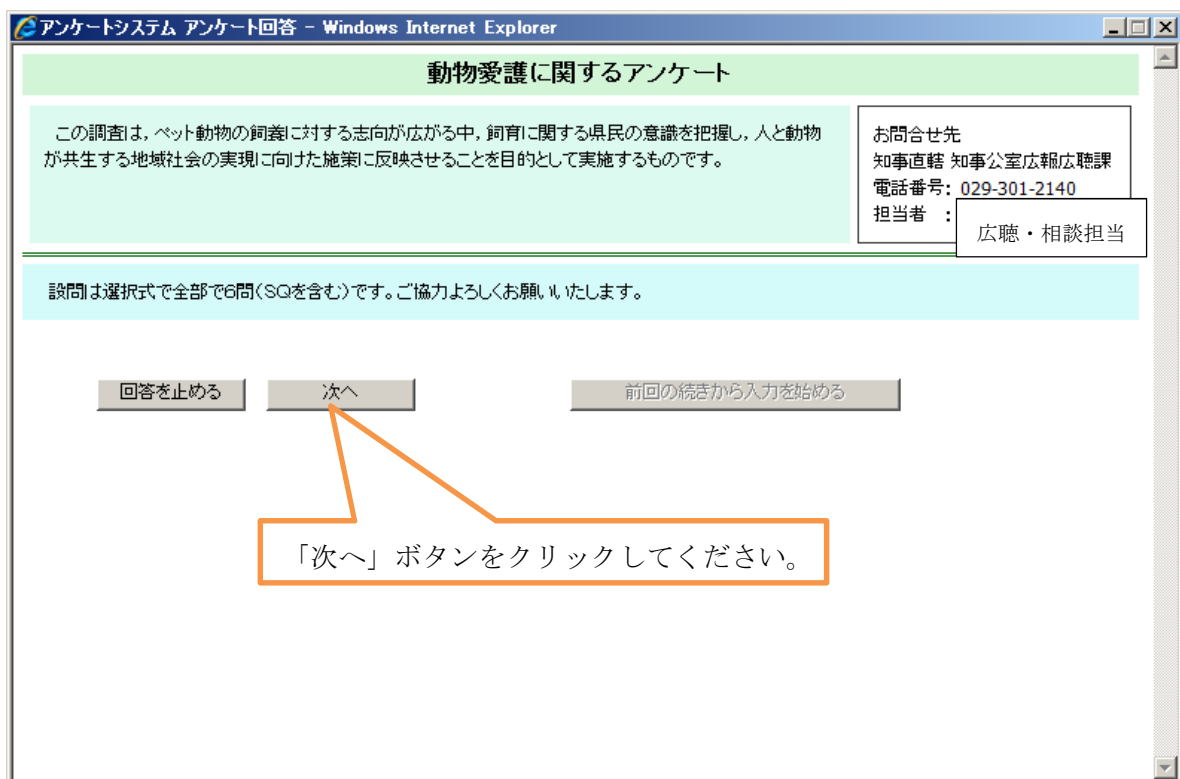 アンケートシステム アンケート回答 - Windows Internet Explorer
動物愛護に関するアンケート
この調査は，ペット動物の飼養に対する志向が広がる中，飼育に関する県民の意識を把握し，人と動物
が共生する地域社会の実現に向けた施策に反映させることを目的として実施するものです。
お問合せ先
知事直轄 知事公室広報広聴課
電話番号: 029-301-2140
担当者 :
広聴・相談担当
設問は選択式で全部で6問（SQを含む）です。ご協力よろしくお願いいたします。
回答を止める
次へ
前回の続きから入力を始める
「次へ」ボタンをクリックしてください。